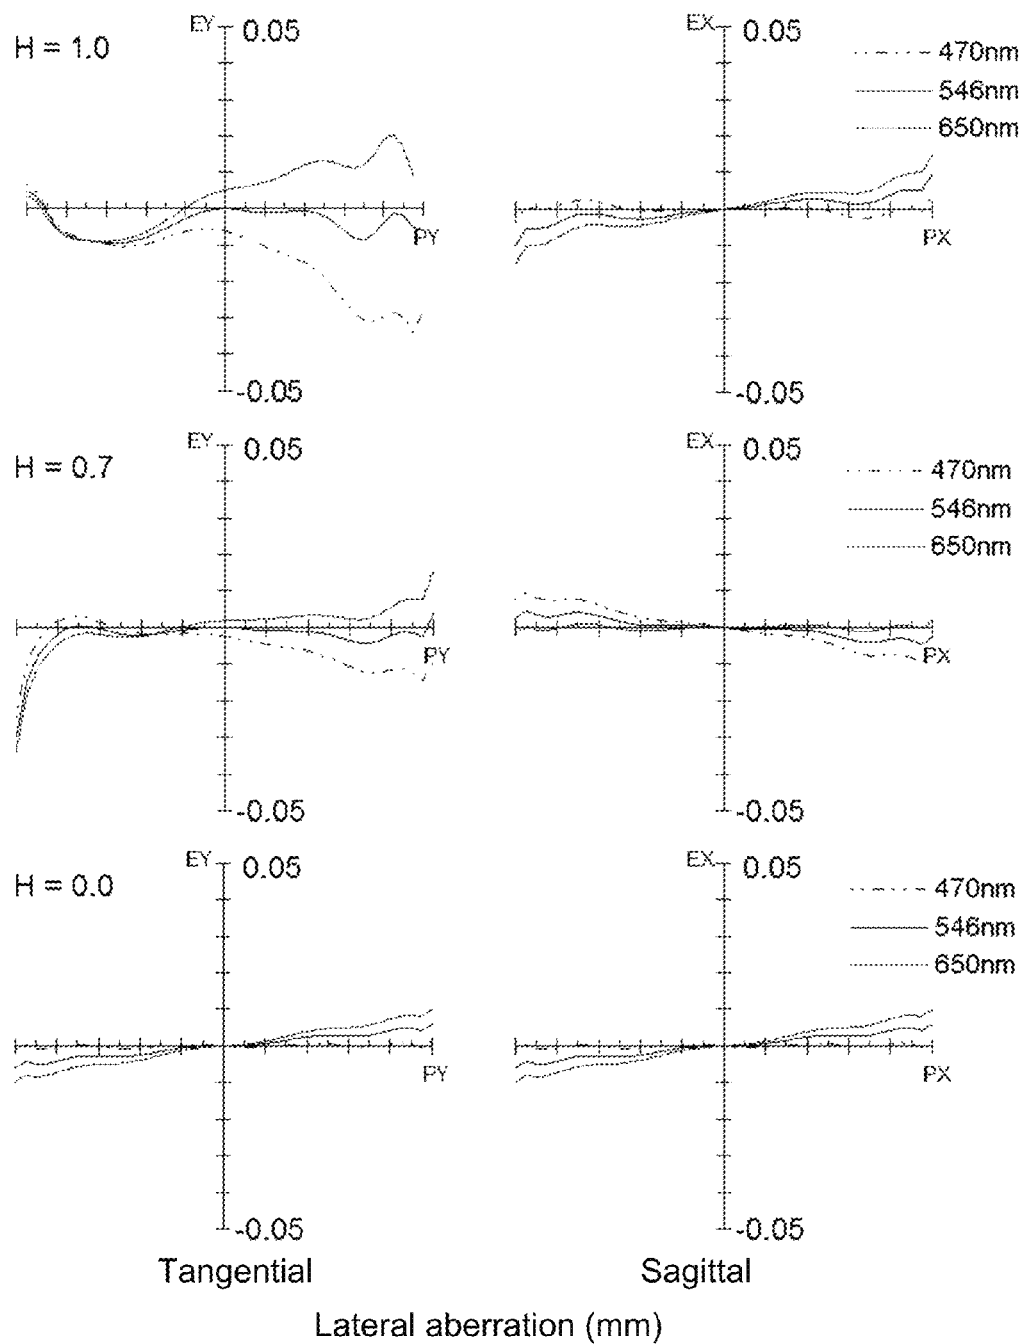 H = 1.0
EY
0.05
PY
-0.05
EX
0.05
PX
-0.05
470nm
546nm
650nm
H = 0.7
EY
0.05
PY
-0.05
EX
0.05
PX
-0.05
470nm
546nm
650nm
H = 0.0
EY
0.05
PY
-0.05
EX
0.05
PX
-0.05
470nm
546nm
650nm
Tangential
Sagittal
Lateral aberration (mm)